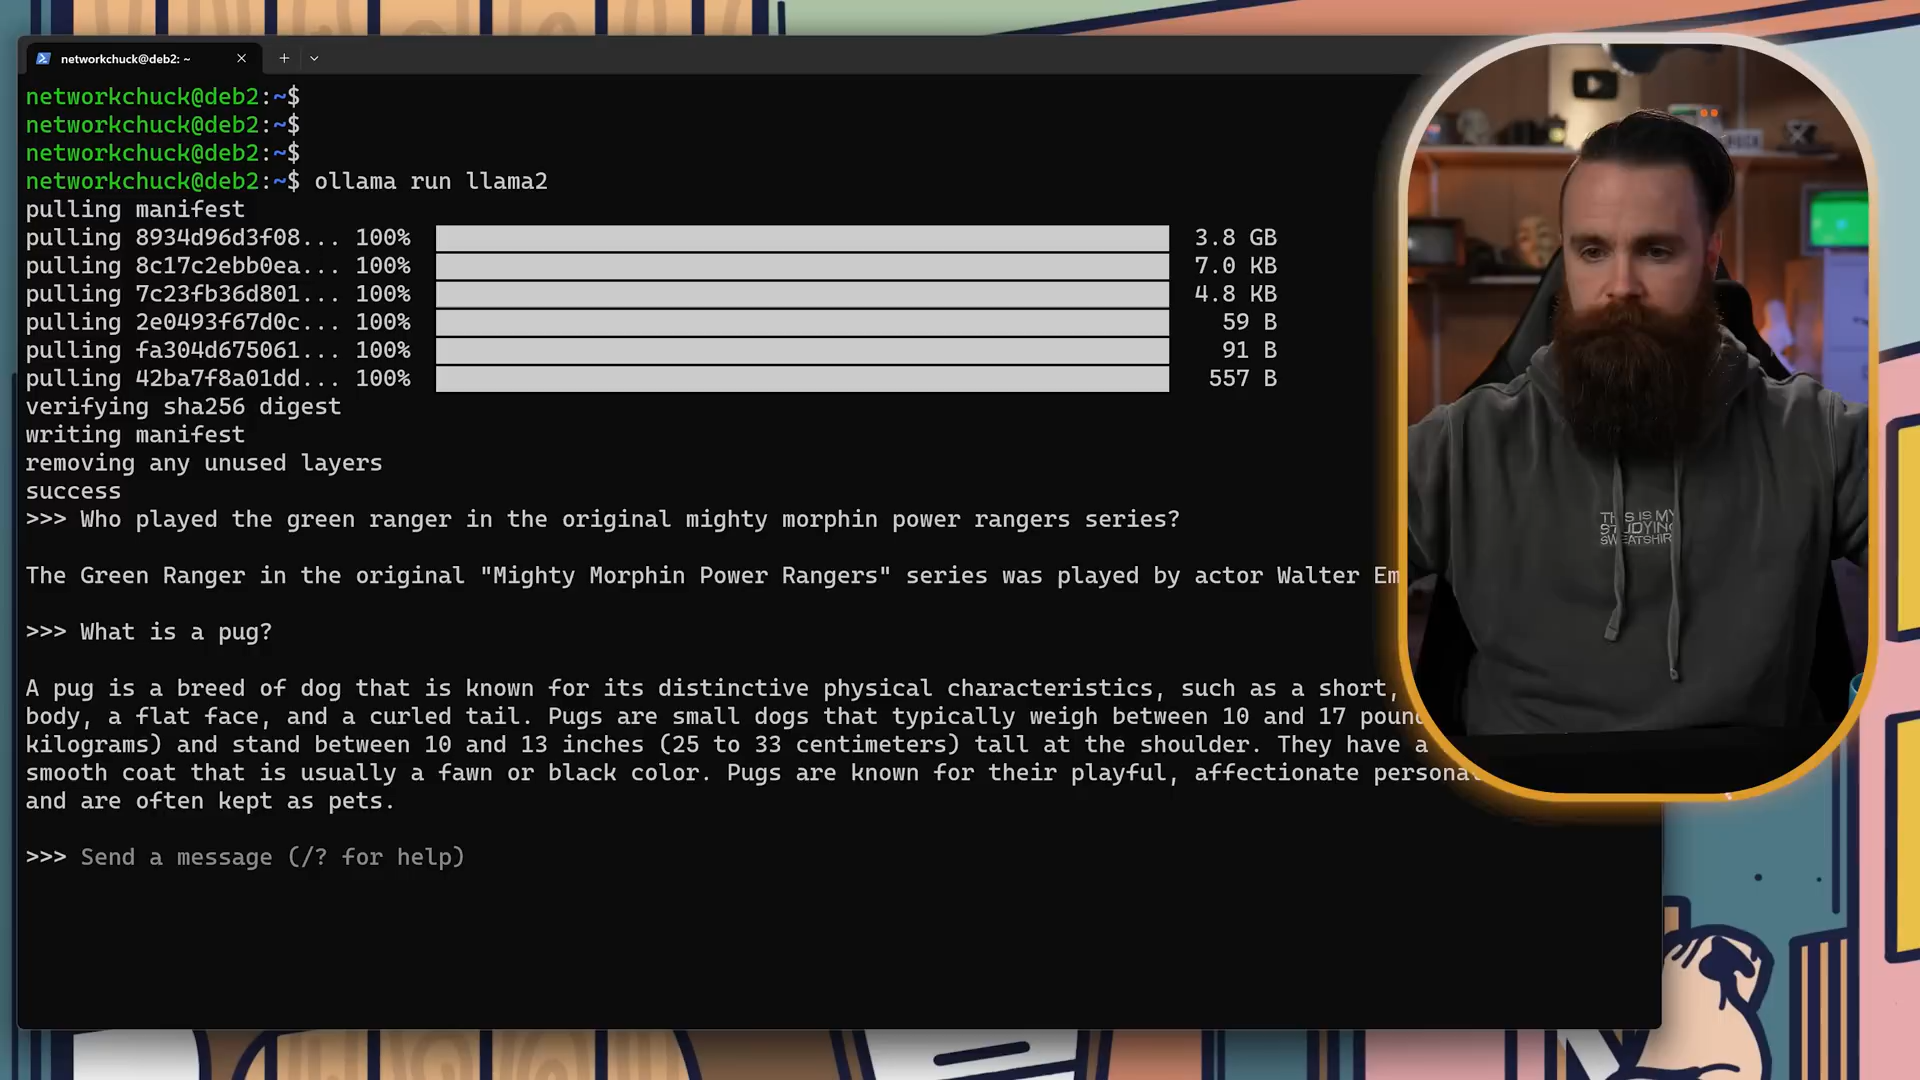 networkchuck@deb2: ~
networkchuck@deb2:~$
networkchuck@deb2:~$
networkchuck@deb2:~$
networkchuck@deb2:~$ ollama run llama2
pulling manifest
pulling 8934d96d3f08... 100% 3.8 GB
pulling 8c17c2ebb0ea... 100% 7.0 KB
pulling 7c23fb36d801... 100% 4.8 KB
pulling 2e0493f67d0c... 100% 59 B
pulling fa304d675061... 100% 91 B
pulling 42ba7f8a01dd... 100% 557 B
verifying sha256 digest
writing manifest
removing any unused layers
success
>>> Who played the green ranger in the original mighty morphin power rangers series?
The Green Ranger in the original "Mighty Morphin Power Rangers" series was played by actor Walter Em
>>> What is a pug?
A pug is a breed of dog that is known for its distinctive physical characteristics, such as a short,
body, a flat face, and a curled tail. Pugs are small dogs that typically weigh between 10 and 17 poun
kilograms) and stand between 10 and 13 inches (25 to 33 centimeters) tall at the shoulder. They have a
smooth coat that is usually a fawn or black color. Pugs are known for their playful, affectionate persona
and are often kept as pets.
>>> Send a message (/? for help)
THIS IS MY
STUDYING
SWEATSHIR